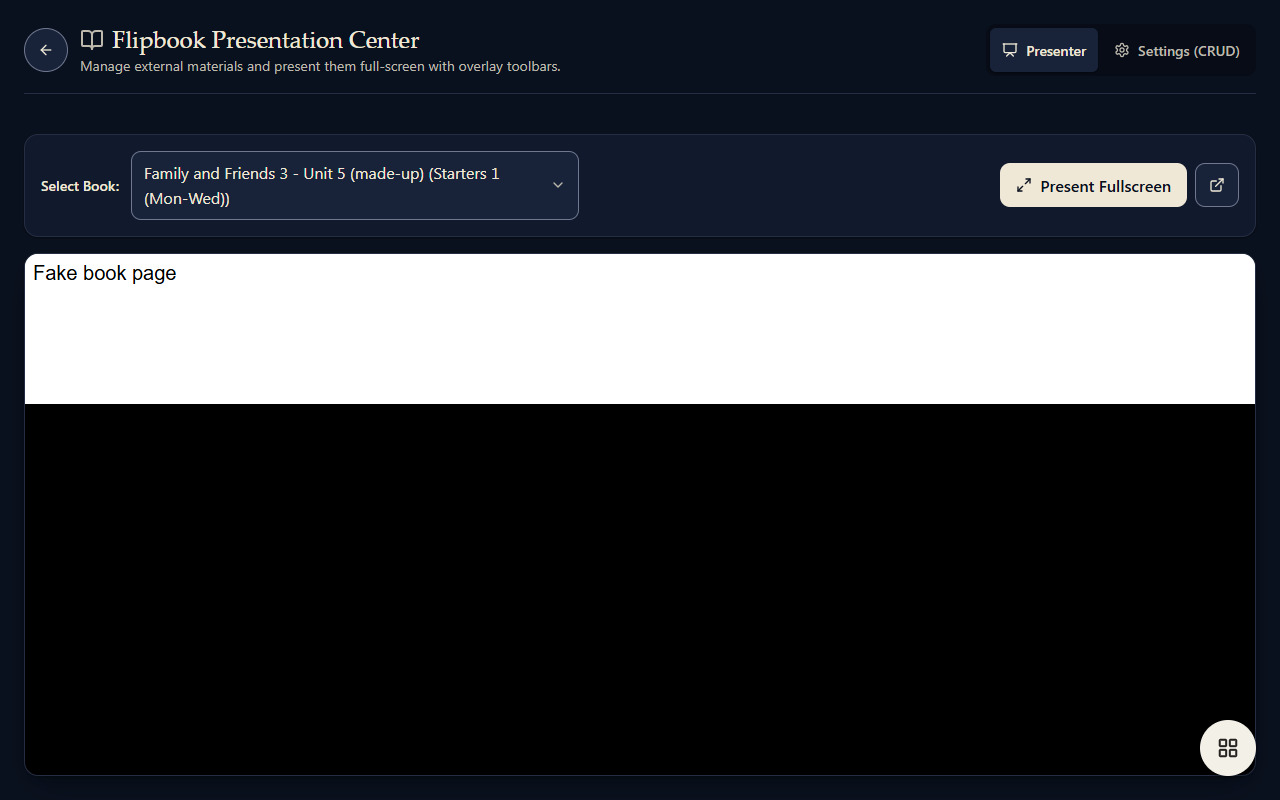 Flipbook Presentation Center
Manage external materials and present them full-screen with overlay toolbars.
Presenter
Settings (CRUD)
Select Book:
Family and Friends 3 - Unit 5 (made-up) (Starters 1
(Mon-Wed))
Present Fullscreen
Fake book page